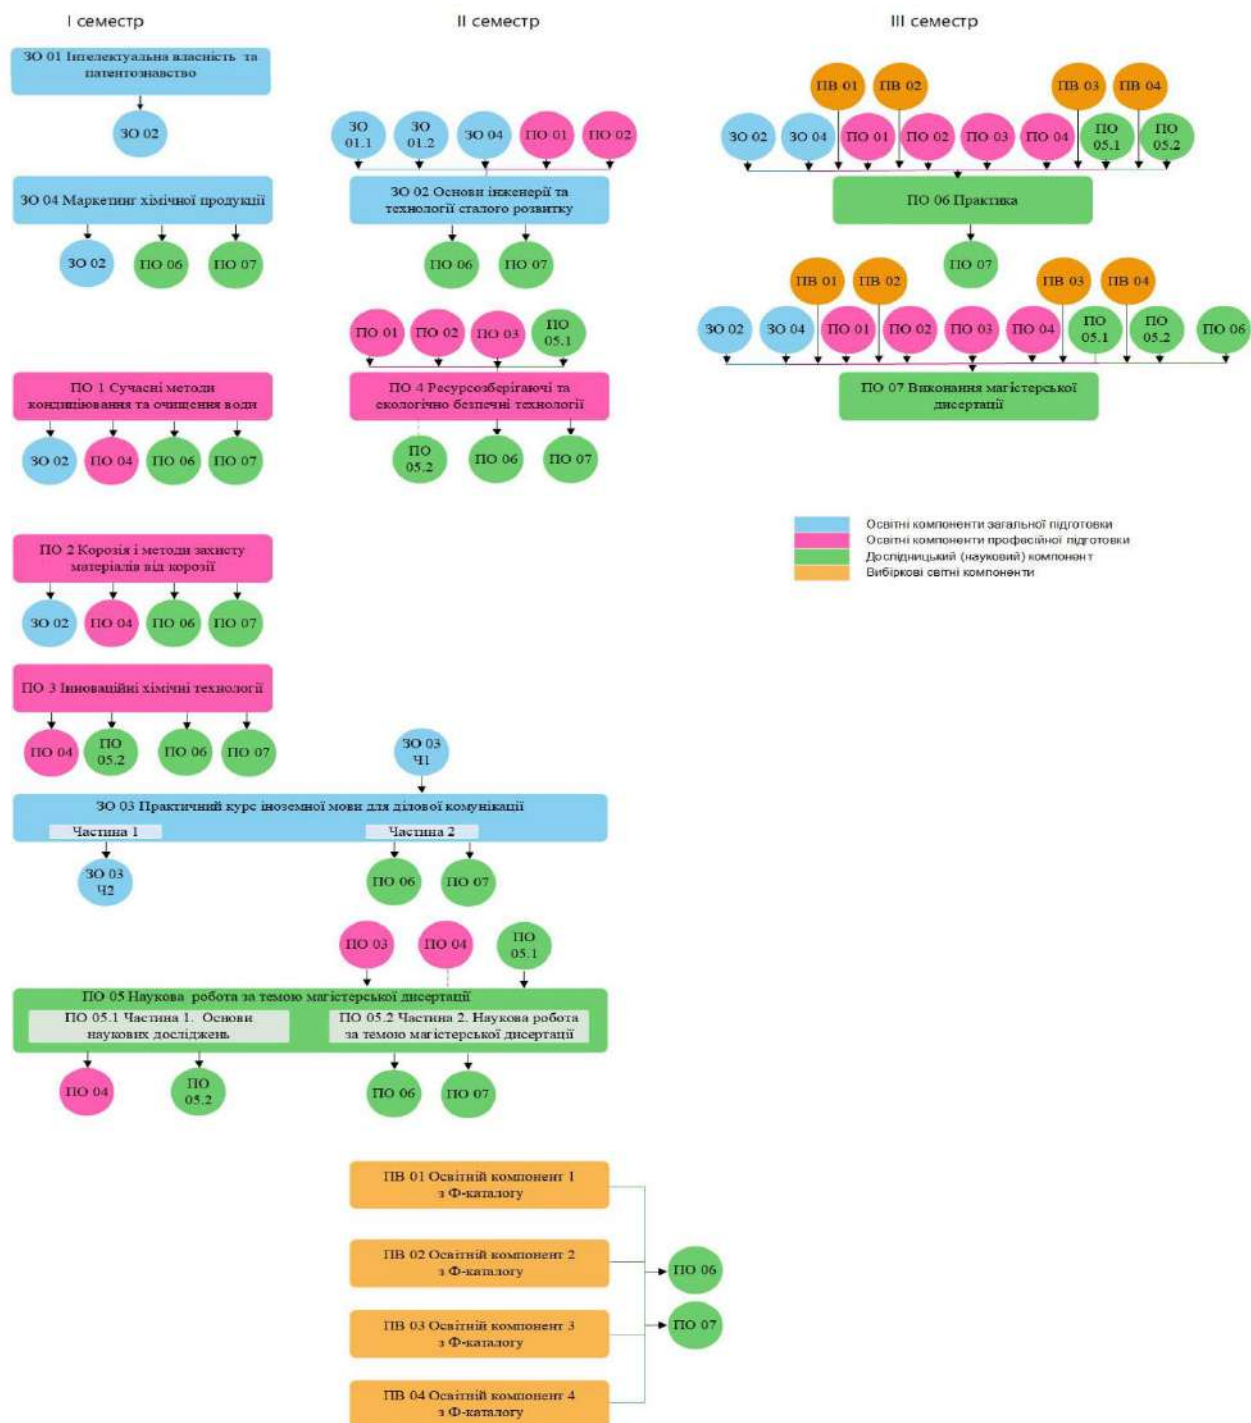 I семестр
II семестр
III семестр
ЗО 01 Інтелектуальна власність та
патентознавство
ЗО 02
ЗО 04 Маркетинг хімічної продукції
ЗО 02
ПО 06
ПО 07
ПО 1 Сучасні методи
кондиціювання та очищення води
ЗО 02
ПО 04
ПО 06
ПО 07
ПО 2 Корозія і методи захисту
матеріалів від корозії
ЗО 02
ПО 04
ПО 06
ПО 07
ПО 3 Інноваційні хімічні технології
ПО 04
ПО
05.2
ПО 06
ПО 07
ЗО
01.1
ЗО
01.2
ЗО 04
ПО 01
ПО 02
ЗО 02 Основи інженерії та
технології сталого розвитку
ПО 06
ПО 07
ПО 01
ПО 02
ПО 03
ПО
05.1
ПО 4 Ресурсозберігаючі та
екологічно безпечні технології
ПО
05.2
ПО 06
ПО 07
ПВ 01
ПВ 02
ПВ 03
ПВ 04
ЗО 02
ЗО 04
ПО 01
ПО 02
ПО 03
ПО 04
ПО
05.1
ПО
05.2
ПО 06 Практика
ПО 07
ПВ 01
ПВ 02
ПВ 03
ПВ 04
ЗО 02
ЗО 04
ПО 01
ПО 02
ПО 03
ПО 04
ПО
05.1
ПО
05.2
ПО 06
ПО 07 Виконання магістерської
дисертації
Освітні компоненти загальної підготовки
Освітні компоненти професійної підготовки
Дослідницький (науковий) компонент
Вибіркові світні компоненти
ЗО 03
Ч1
ЗО 03 Практичний курс іноземної мови для ділової комунікації
Частина 1
Частина 2
ЗО 03
Ч2
ПО 06
ПО 07
ПО 03
ПО 04
ПО
05.1
ПО 05 Наукова робота за темою магістерської дисертації
ПО 05.1 Частина 1. Основи
наукових досліджень
ПО 05.2 Частина 2. Наукова робота
за темою магістерської дисертації
ПО 04
ПО
05.2
ПО 06
ПО 07
ПВ 01 Освітній компонент 1
з Ф-каталогу
ПВ 02 Освітній компонент 2
з Ф-каталогу
ПВ 03 Освітній компонент 3
з Ф-каталогу
ПВ 04 Освітній компонент 4
з Ф-каталогу
ПО 06
ПО 07